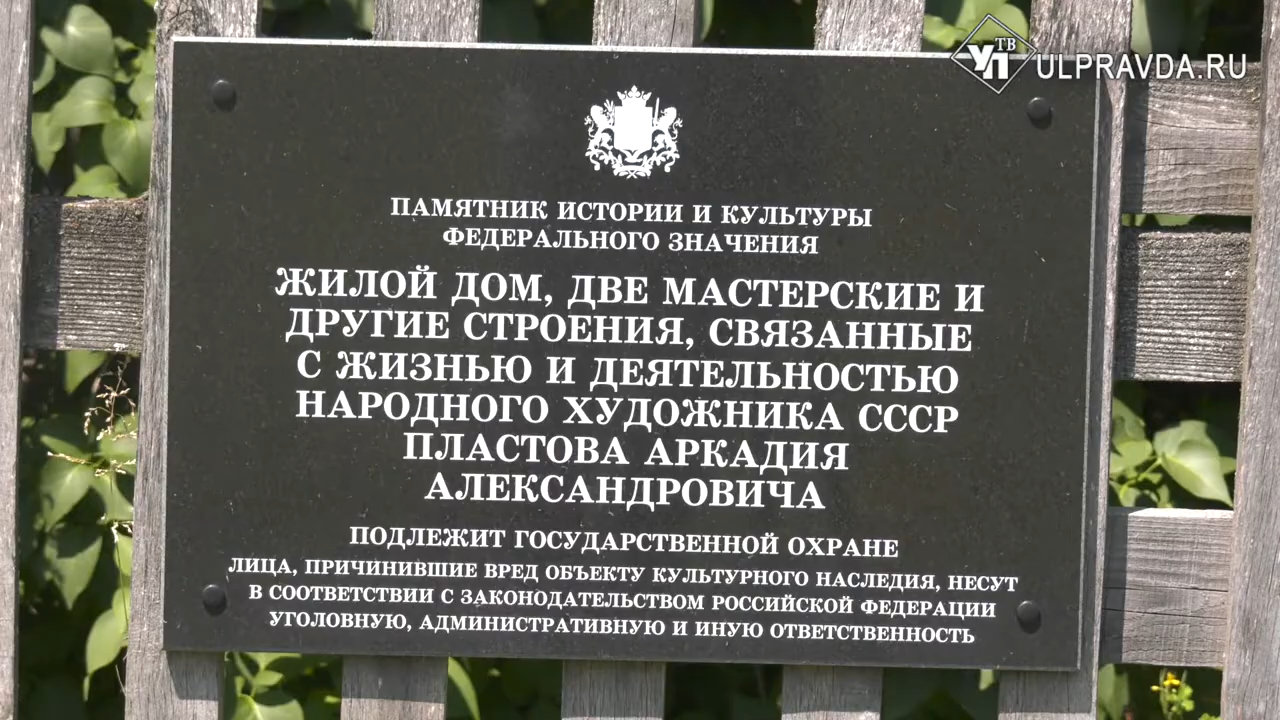 УП ТВ ULPRAVDA.RU
ПАМЯТНИК ИСТОРИИ И КУЛЬТУРЫ
ФЕДЕРАЛЬНОГО ЗНАЧЕНИЯ
ЖИЛОЙ ДОМ, ДВЕ МАСТЕРСКИЕ И
ДРУГИЕ СТРОЕНИЯ, СВЯЗАННЫЕ
С ЖИЗНЬЮ И ДЕЯТЕЛЬНОСТЬЮ
НАРОДНОГО ХУДОЖНИКА СССР
ПЛАСТОВА АРКАДИЯ
АЛЕКСАНДРОВИЧА
ПОДЛЕЖИТ ГОСУДАРСТВЕННОЙ ОХРАНЕ
ЛИЦА, ПРИЧИНИВШИЕ ВРЕД ОБЪЕКТУ КУЛЬТУРНОГО НАСЛЕДИЯ, НЕСУТ
В СООТВЕТСТВИИ С ЗАКОНОДАТЕЛЬСТВОМ РОССИЙСКОЙ ФЕДЕРАЦИИ
УГОЛОВНУЮ, АДМИНИСТРАТИВНУЮ И ИНУЮ ОТВЕТСТВЕННОСТЬ